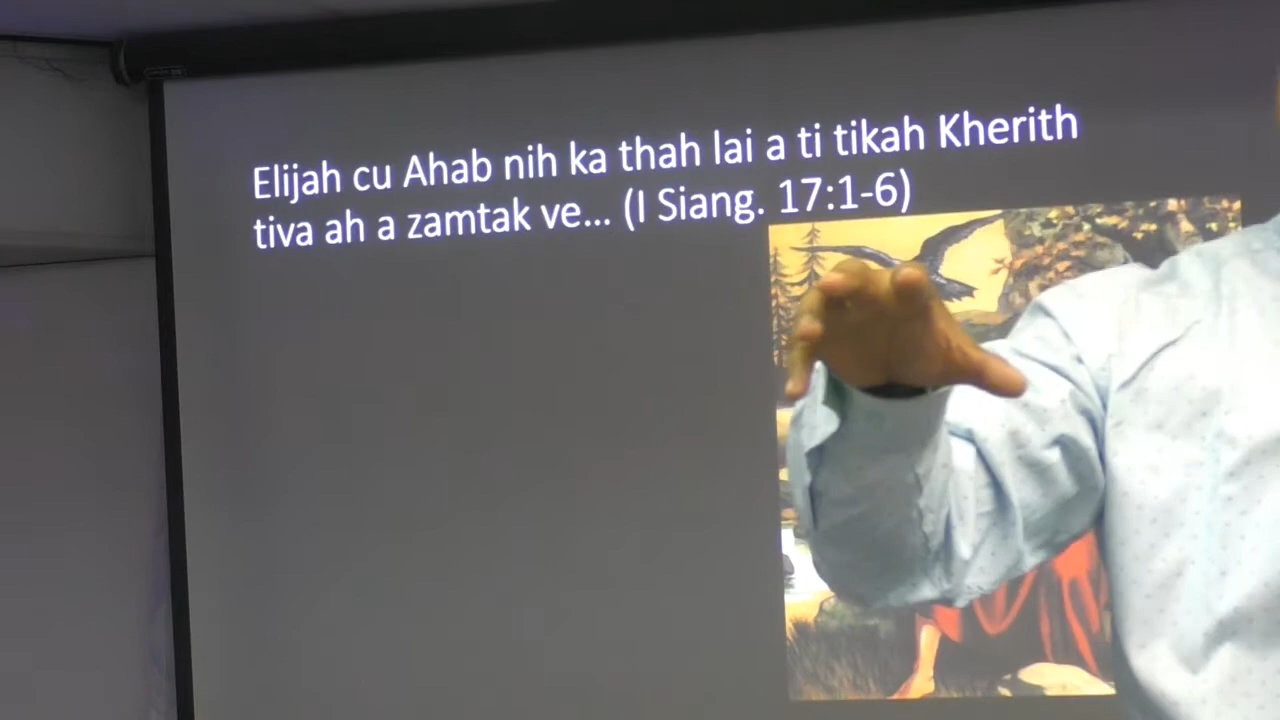 Elijah cu Ahab nih ka thah lai a ti tikah Kherith
tiva ah a zamtak ve... (I Siang. 17:1-6)